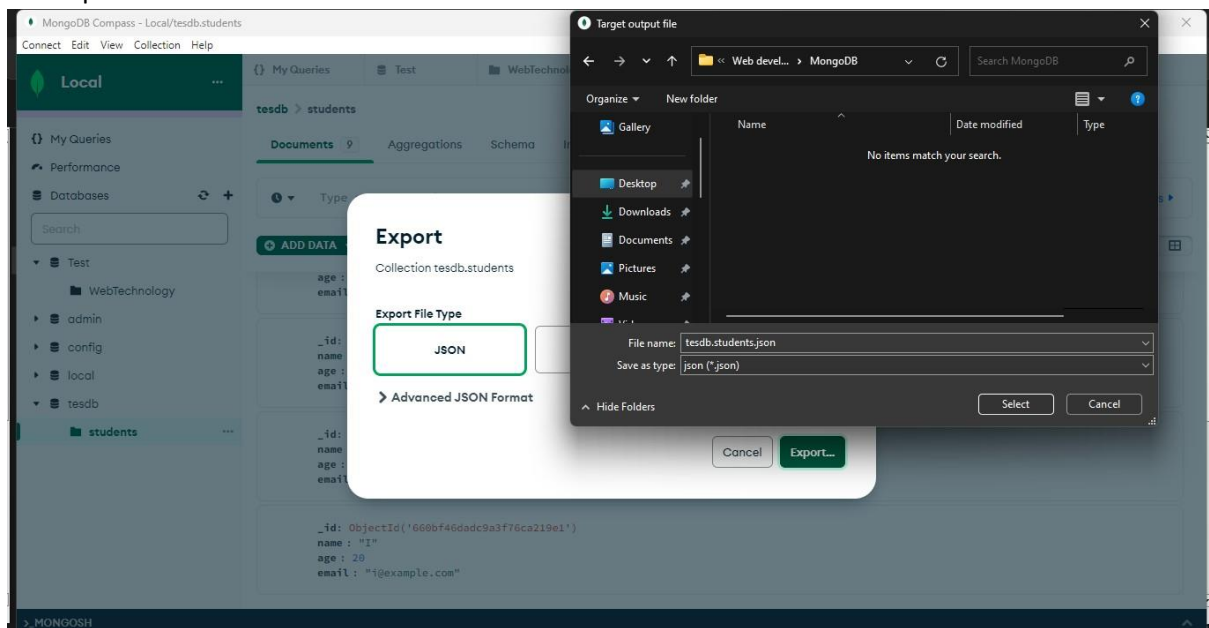 MongoDB Compass - Local/tesdb.students
Connect Edit View Collection Help
Local
{} My Queries
Performance
Databases
Search
Test
WebTechnology
admin
config
local
tesdb
students
{} My Queries Test WebTechnol
tesdb > students
Documents 9 Aggregations Schema
Type
ADD DATA
age :
email
_id:
name
age :
email
_id:
name
age :
email
_id: ObjectId('660bf46dadc9a3f76ca219e1')
name : "I"
age : 20
email : "i@example.com"
Export
Collection tesdb.students
Export File Type
JSON
Advanced JSON Format
Cancel Export...
Target output file
« Web devel... > MongoDB
Search MongoDB
Organize New folder
Gallery
Desktop
Downloads
Documents
Pictures
Music
Name Date modified Type
No items match your search.
File name: tesdb.students.json
Save as type: json (*.json)
Hide Folders
Select Cancel
>_MONGOSH